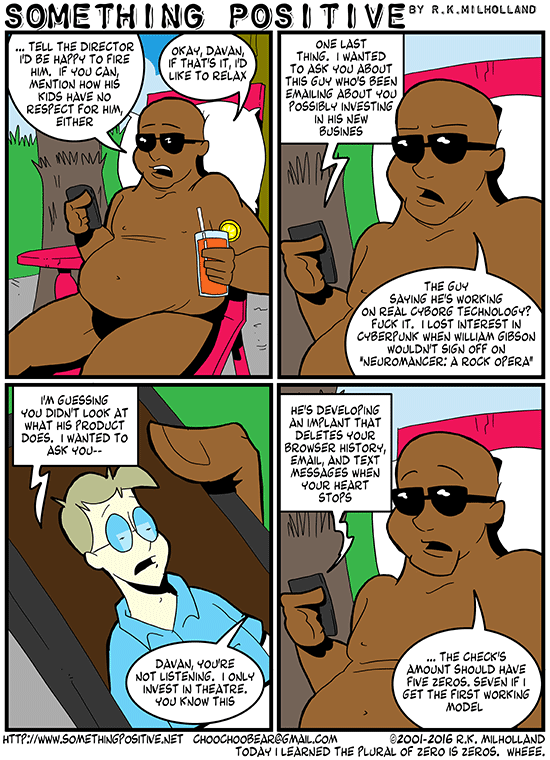 SOMETHING POSITIVE BY R.K.MILHOLLAND
... TELL THE DIRECTOR
I'D BE HAPPY TO FIRE
HIM. IF YOU CAN,
MENTION HOW HIS
KIDS HAVE NO
RESPECT FOR HIM,
EITHER
OKAY, DAVAN,
IF THAT'S IT, I'D
LIKE TO RELAX
ONE LAST
THING. I WANTED
TO ASK YOU ABOUT
THIS GUY WHO'S BEEN
EMAILING ABOUT YOU
POSSIBLY INVESTING
IN HIS NEW
BUSINES
THE GUY
SAYING HE'S WORKING
ON REAL CYBORG TECHNOLOGY?
FUCK IT. I LOST INTEREST IN
CYBERPUNK WHEN WILLIAM GIBSON
WOULDN'T SIGN OFF ON
"NEUROMANCER: A ROCK OPERA"
I'M GUESSING
YOU DIDN'T LOOK AT
WHAT HIS PRODUCT
DOES. I WANTED TO
ASK YOU--
DAVAN, YOU'RE
NOT LISTENING. I ONLY
INVEST IN THEATRE.
YOU KNOW THIS
HE'S DEVELOPING
AN IMPLANT THAT
DELETES YOUR
BROWSER HISTORY,
EMAIL, AND TEXT
MESSAGES WHEN
YOUR HEART
STOPS
... THE CHECK'S
AMOUNT SHOULD HAVE
FIVE ZEROS. SEVEN IF I
GET THE FIRST WORKING
MODEL
HTTP://WWW.SOMETHINGPOSITIVE.NET CHOOCHOOBEAR@GMAIL.COM ©2001-2016 R.K. MILHOLLAND
TODAY I LEARNED THE PLURAL OF ZERO IS ZEROS. WHEEE.